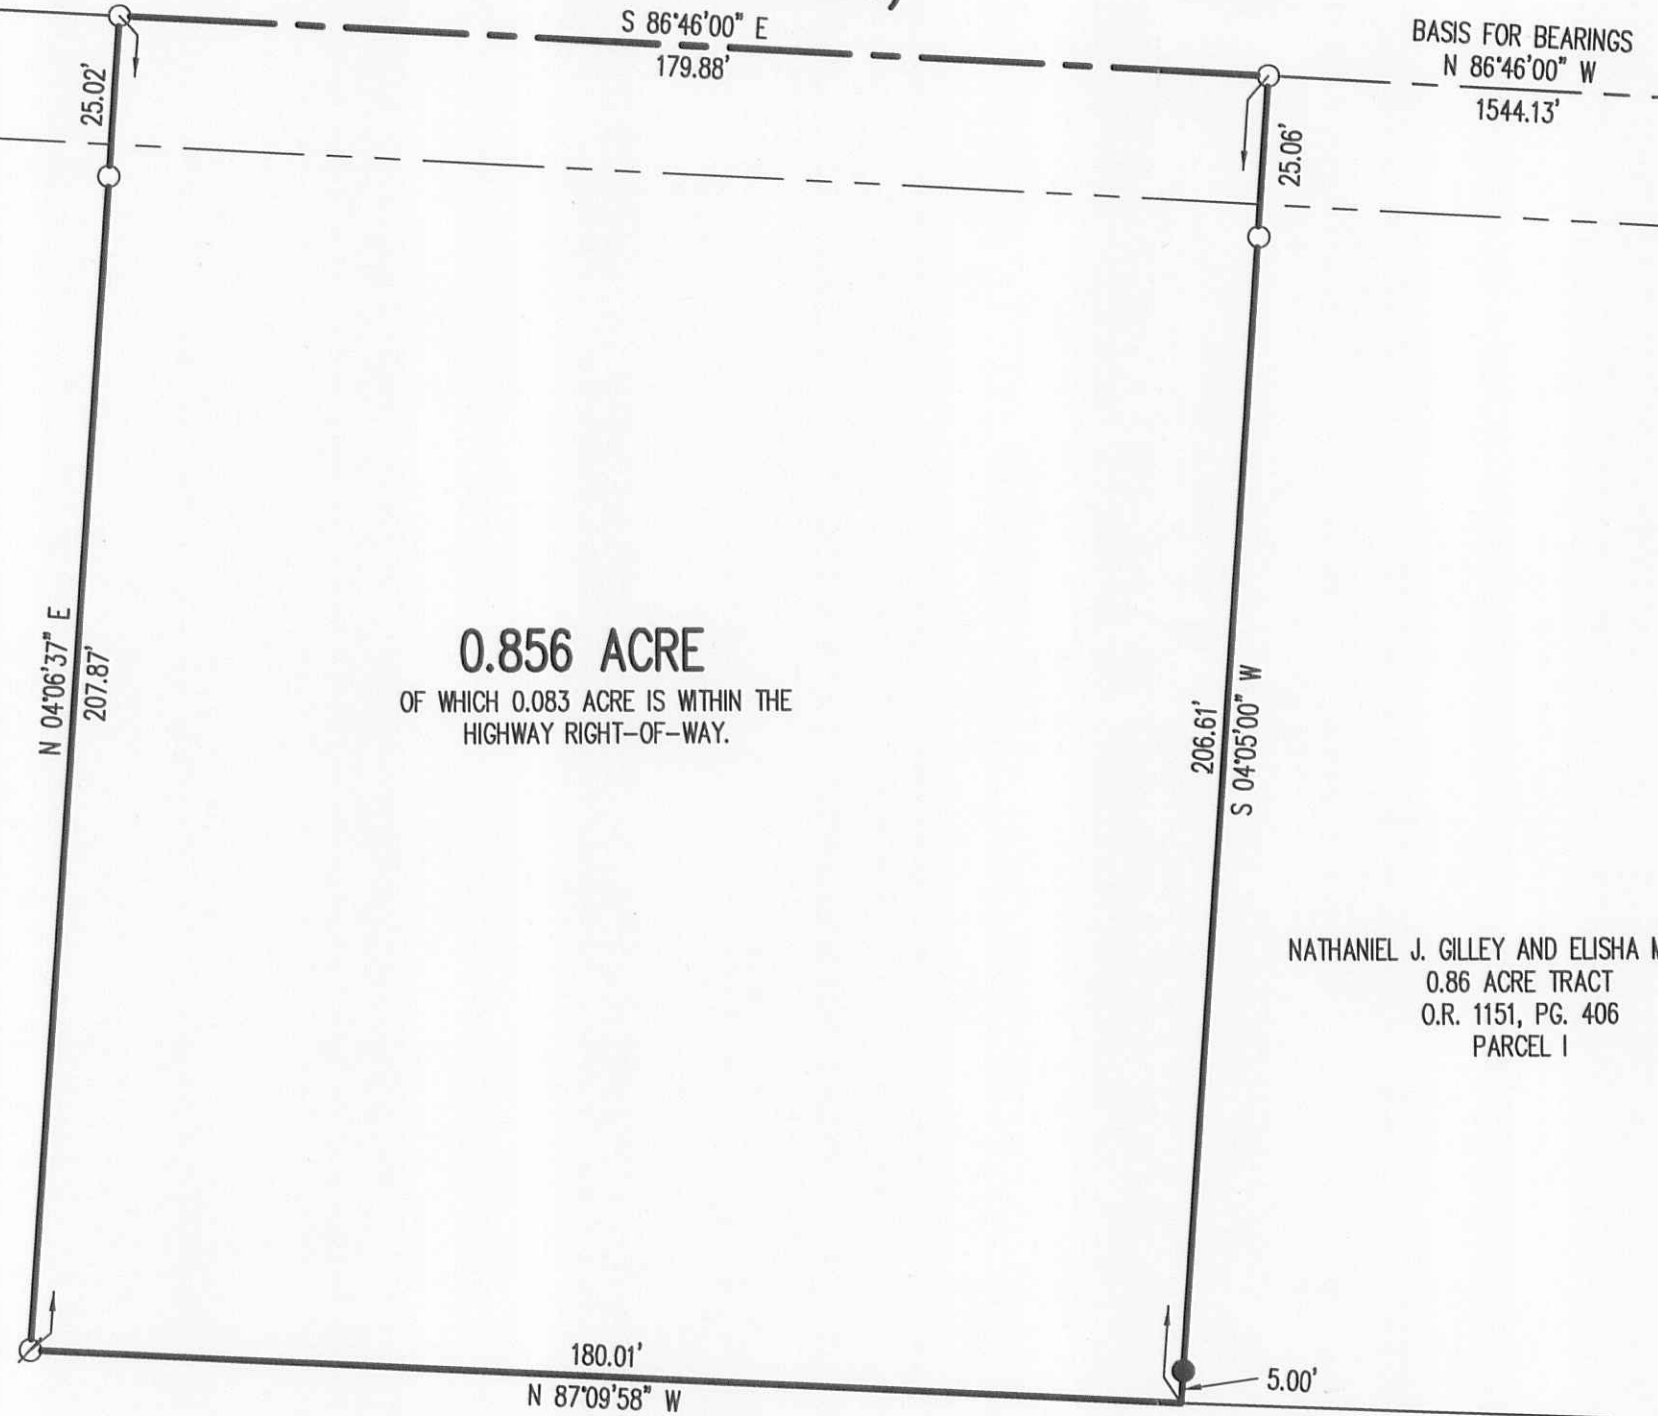 S 86°46'00" E
179.88'
BASIS FOR BEARINGS
N 86°46'00" W
1544.13'
25.02'
25.06'
N 04°06'37" E
207.87'
0.856 ACRE
OF WHICH 0.083 ACRE IS WITHIN THE
HIGHWAY RIGHT-OF-WAY.
206.61'
S 04°05'00" W
NATHANIEL J. GILLEY AND ELISHA
0.86 ACRE TRACT
O.R. 1151, PG. 406
PARCEL I
180.01'
N 87°09'58" W
5.00'